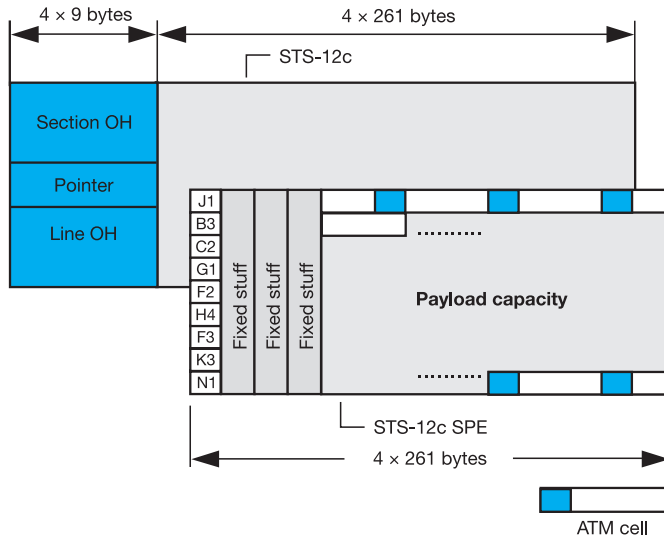 4 × 9 bytes
4 × 261 bytes
STS-12c
Section OH
Pointer
Line OH
J1
B3
C2
G1
F2
H4
F3
K3
N1
Fixed stuff
Fixed stuff
Fixed stuff
Payload capacity
STS-12c SPE
4 × 261 bytes
ATM cell